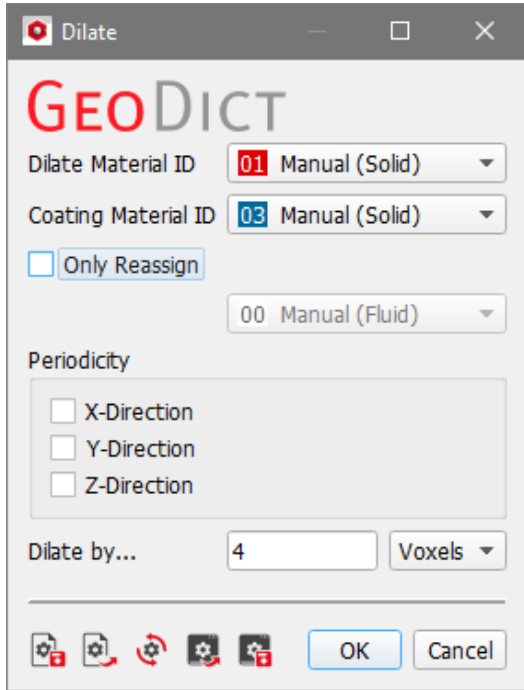 Dilate
GEODICT
Dilate Material ID 01 Manual (Solid)
Coating Material ID 03 Manual (Solid)
Only Reassign
00 Manual (Fluid)
Periodicity
X-Direction
Y-Direction
Z-Direction
Dilate by... 4 Voxels
OK Cancel